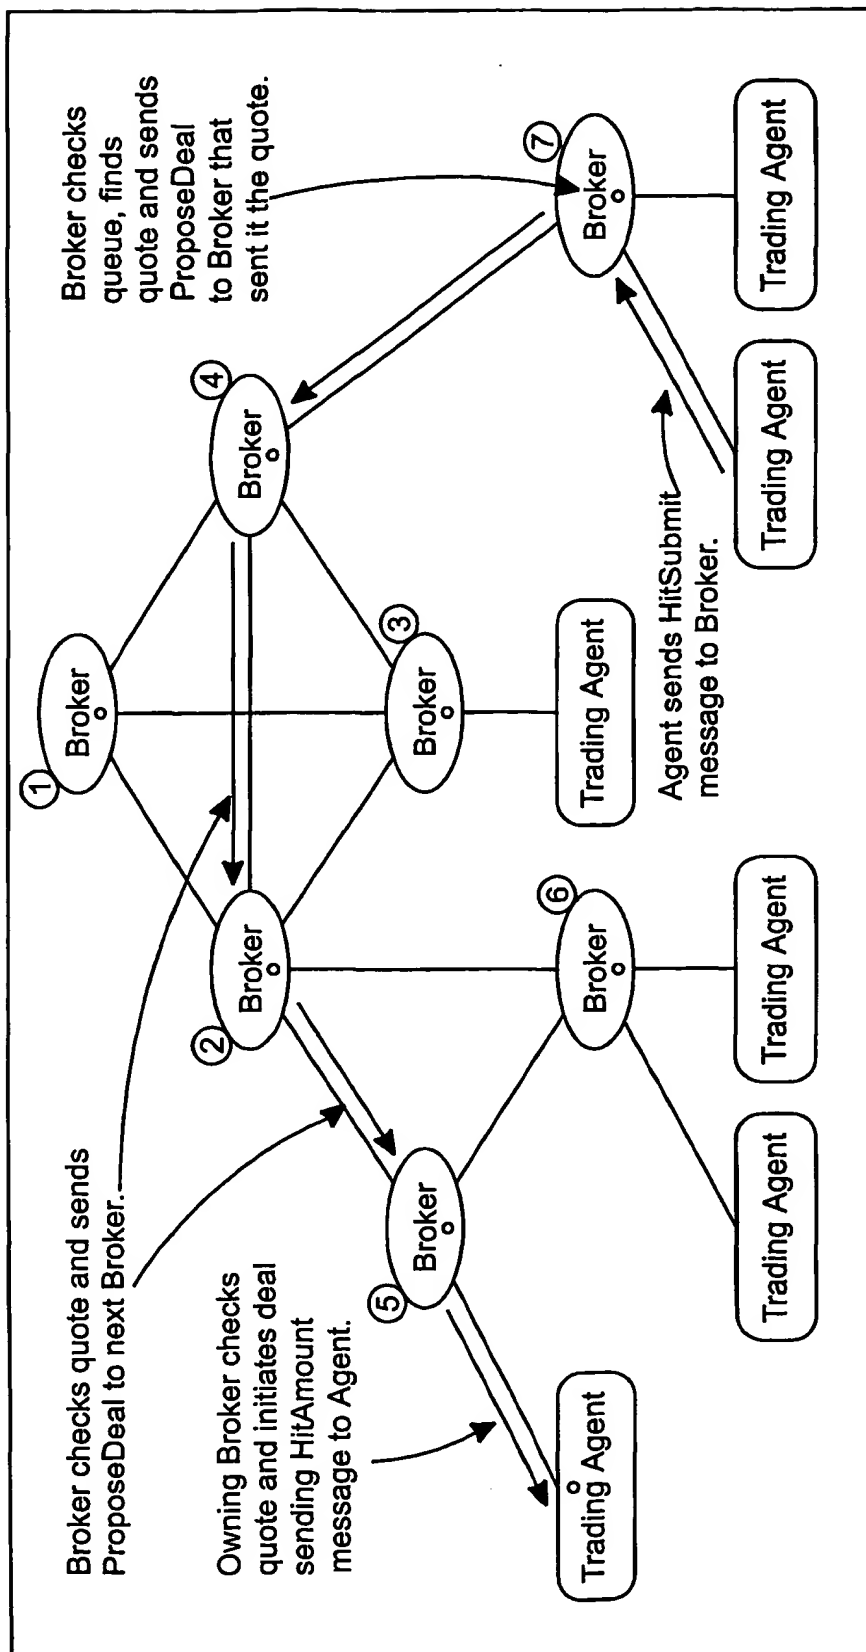 Broker checks quote and sends
ProposeDeal to next Broker.
1
Broker
Broker checks
queue, finds
quote and sends
ProposeDeal
to Broker that
sent it the quote.
2
Broker
4
Broker
Owning Broker checks
quote and initiates deal
sending HitAmount
message to Agent.
5
Broker
3
Broker
6
Broker
7
Broker
Trading Agent
Trading Agent
Agent sends HitSubmit
message to Broker.
Trading Agent
Trading Agent
Trading Agent
Trading Agent